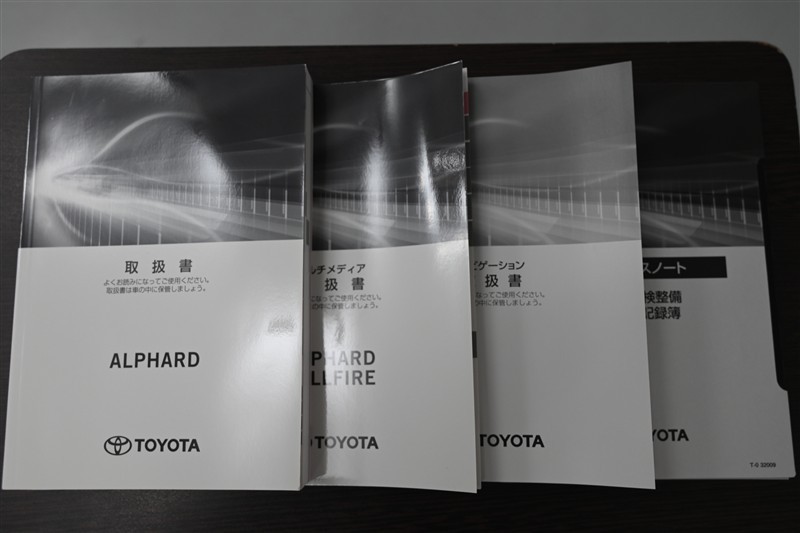 取扱書
よくお読みになってご使用ください。
取扱書は車の中に保管しましょう。
ALPHARD
TOYOTA
ルチメディア
扱書
になってご使用ください。
の中に保管しましょう。
PHARD
LLFIRE
TOYOTA
ビゲーション
扱書
なってご使用ください。
中に保管しましょう。
TOYOTA
スノート
検整備
記録簿
YOTA
T-0 32009